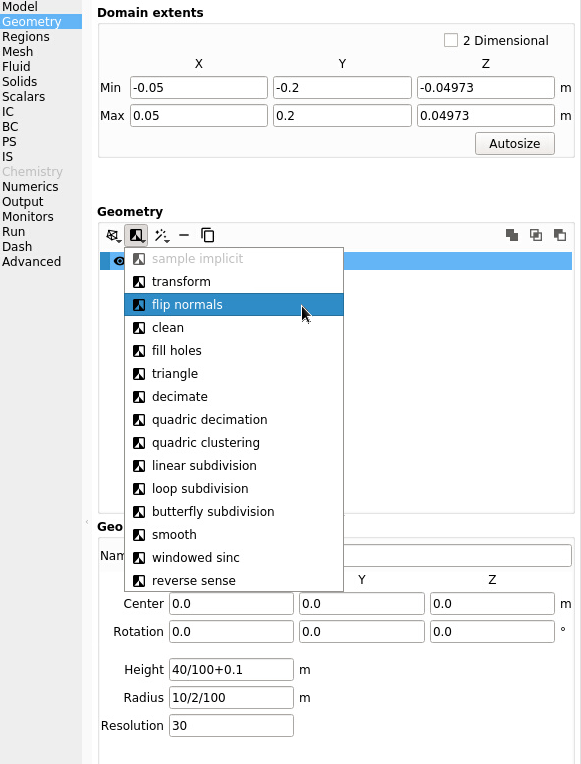 Model
Geometry
Regions
Mesh
Fluid
Solids
Scalars
IC
BC
PS
IS
Chemistry
Numerics
Output
Monitors
Run
Dash
Advanced
Domain extents
2 Dimensional
X Y Z
Min -0.05 -0.2 -0.04973 m
Max 0.05 0.2 0.04973 m
Autosize
Geometry
sample implicit
transform
flip normals
clean
fill holes
triangle
decimate
quadric decimation
quadric clustering
linear subdivision
loop subdivision
butterfly subdivision
smooth
windowed sinc
reverse sense
Geo
Nam
Y Z
Center 0.0 0.0 0.0 m
Rotation 0.0 0.0 0.0 °
Height 40/100+0.1 m
Radius 10/2/100 m
Resolution 30